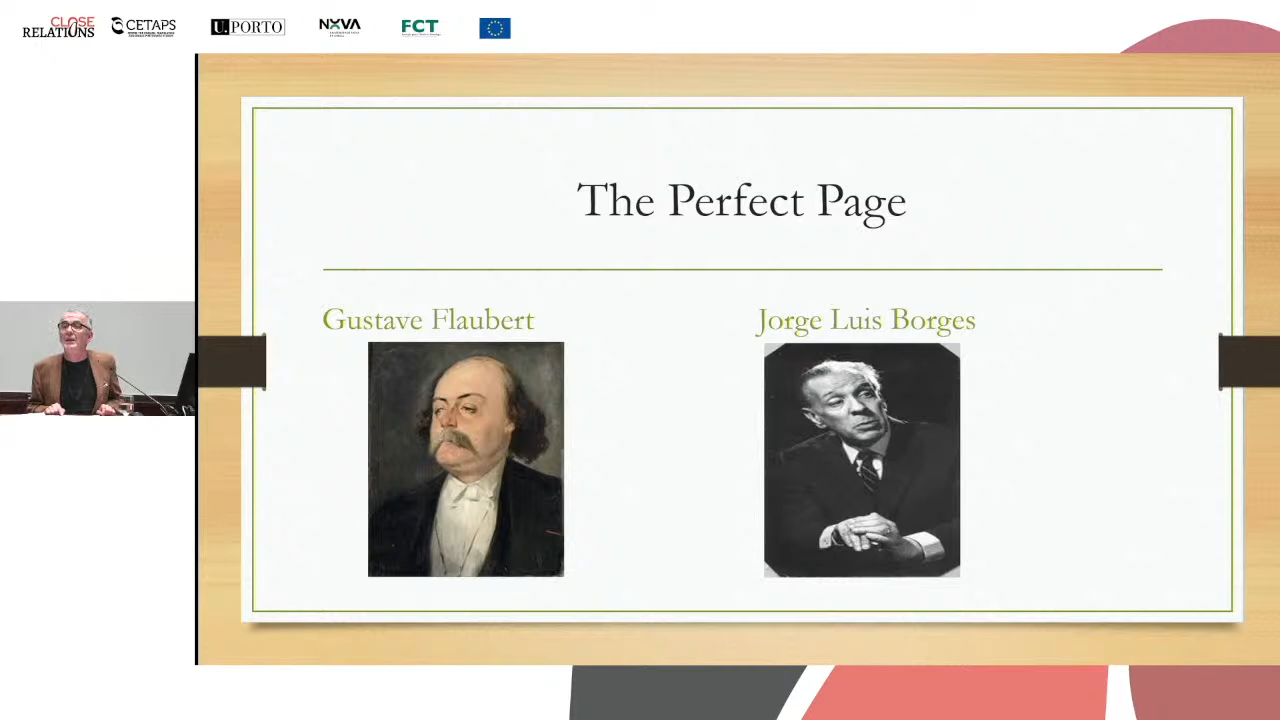 CLOSE
RELATIONS
CETAPS
U.PORTO
NOVA
FCT
The Perfect Page
Gustave Flaubert
Jorge Luis Borges